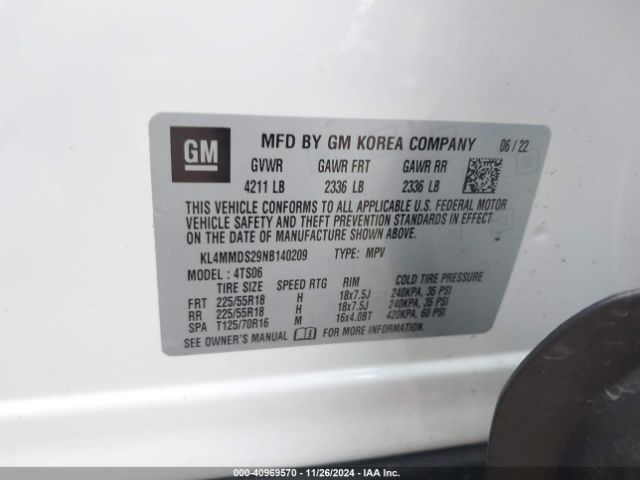 GM
MFD BY GM KOREA COMPANY 06 / 22
GVWR GAWR FRT GAWR RR
4211 LB 2336 LB 2336 LB
THIS VEHICLE CONFORMS TO ALL APPLICABLE U.S. FEDERAL MOTOR
VEHICLE SAFETY AND THEFT PREVENTION STANDARDS IN EFFECT
ON THE DATE OF MANUFACTURE SHOWN ABOVE.
KL4MMDS29NB140209 TYPE: MPV
MODEL : 4TS06
TIRE SIZE SPEED RTG RIM COLD TIRE PRESSURE
FRT 225/55R18 H 18x7.5J 240KPA, 35 PSI
RR 225/55R18 H 18x7.5J 240KPA, 35 PSI
SPA T125/70R16 M 16x4.0BT 420KPA, 60 PSI
SEE OWNER'S MANUAL FOR MORE INFORMATION.
000-40969570 - 11/26/2024 - IAA Inc.